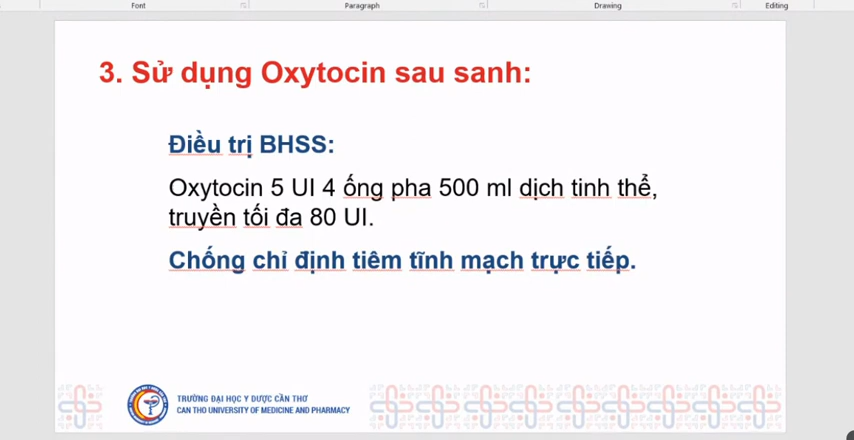 Font Paragraph Drawing Editing
3. Sử dụng Oxytocin sau sanh:
Điều trị BHSS:
Oxytocin 5 UI 4 ống pha 500 ml dịch tinh thể,
truyền tối đa 80 UI.
Chống chỉ định tiêm tĩnh mạch trực tiếp.
TRƯỜNG ĐẠI HỌC Y DƯỢC CẦN THƠ
CAN THO UNIVERSITY OF MEDICINE AND PHARMACY